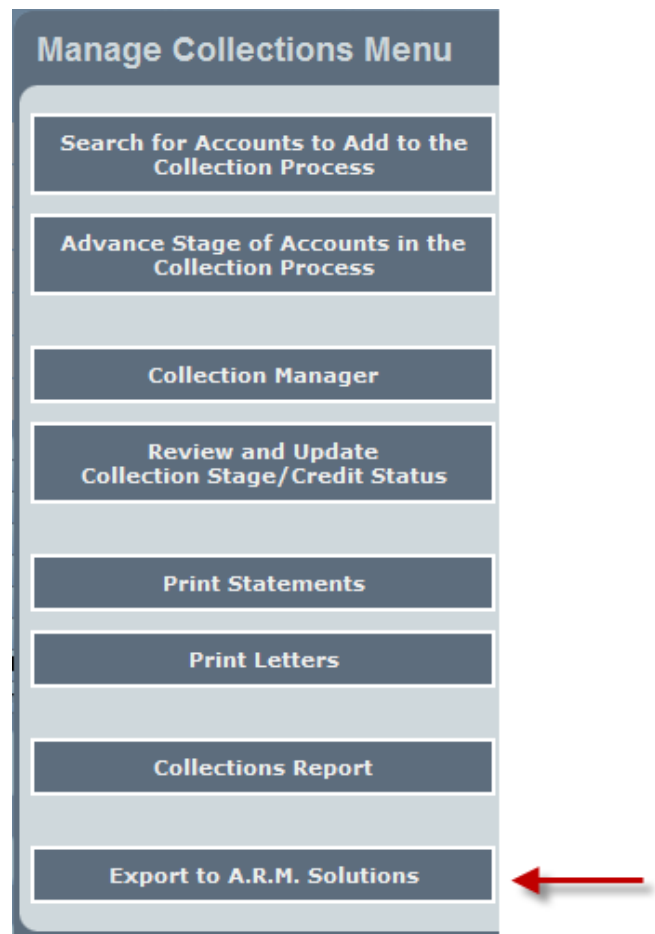 Manage Collections Menu
Search for Accounts to Add to the
Collection Process
Advance Stage of Accounts in the
Collection Process
Collection Manager
Review and Update
Collection Stage/Credit Status
Print Statements
Print Letters
Collections Report
Export to A.R.M. Solutions